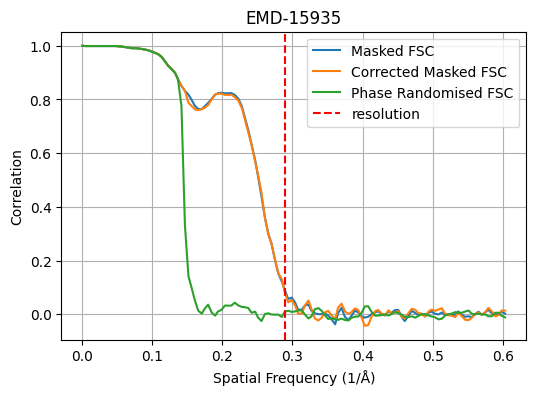 EMD-15935
Masked FSC
Corrected Masked FSC
Phase Randomised FSC
resolution
Correlation
1.0
0.8
0.6
0.4
0.2
0.0
0.0 0.1 0.2 0.3 0.4 0.5 0.6
Spatial Frequency (1/Å)